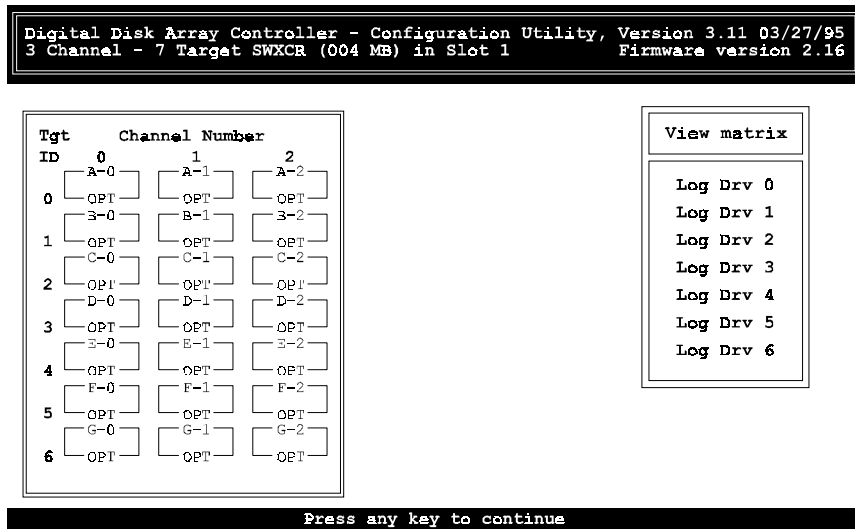 Digital Disk Array Controller - Configuration Utility, Version 3.11 03/27/95
3 Channel - 7 Target SWXCR (004 MB) in Slot 1 Firmware version 2.16
Tgt Channel Number
ID 0 1 2
A-0 A-1 A-2
0 OPT OPT OPT
B-0 B-1 B-2
1 OPT OPT OPT
C-0 C-1 C-2
2 OPT OPT OPT
D-0 D-1 D-2
3 OPT OPT OPT
E-0 E-1 E-2
4 OPT OPT OPT
F-0 F-1 F-2
5 OPT OPT OPT
G-0 G-1 G-2
6 OPT OPT OPT
View matrix
Log Drv 0
Log Drv 1
Log Drv 2
Log Drv 3
Log Drv 4
Log Drv 5
Log Drv 6
Press any key to continue